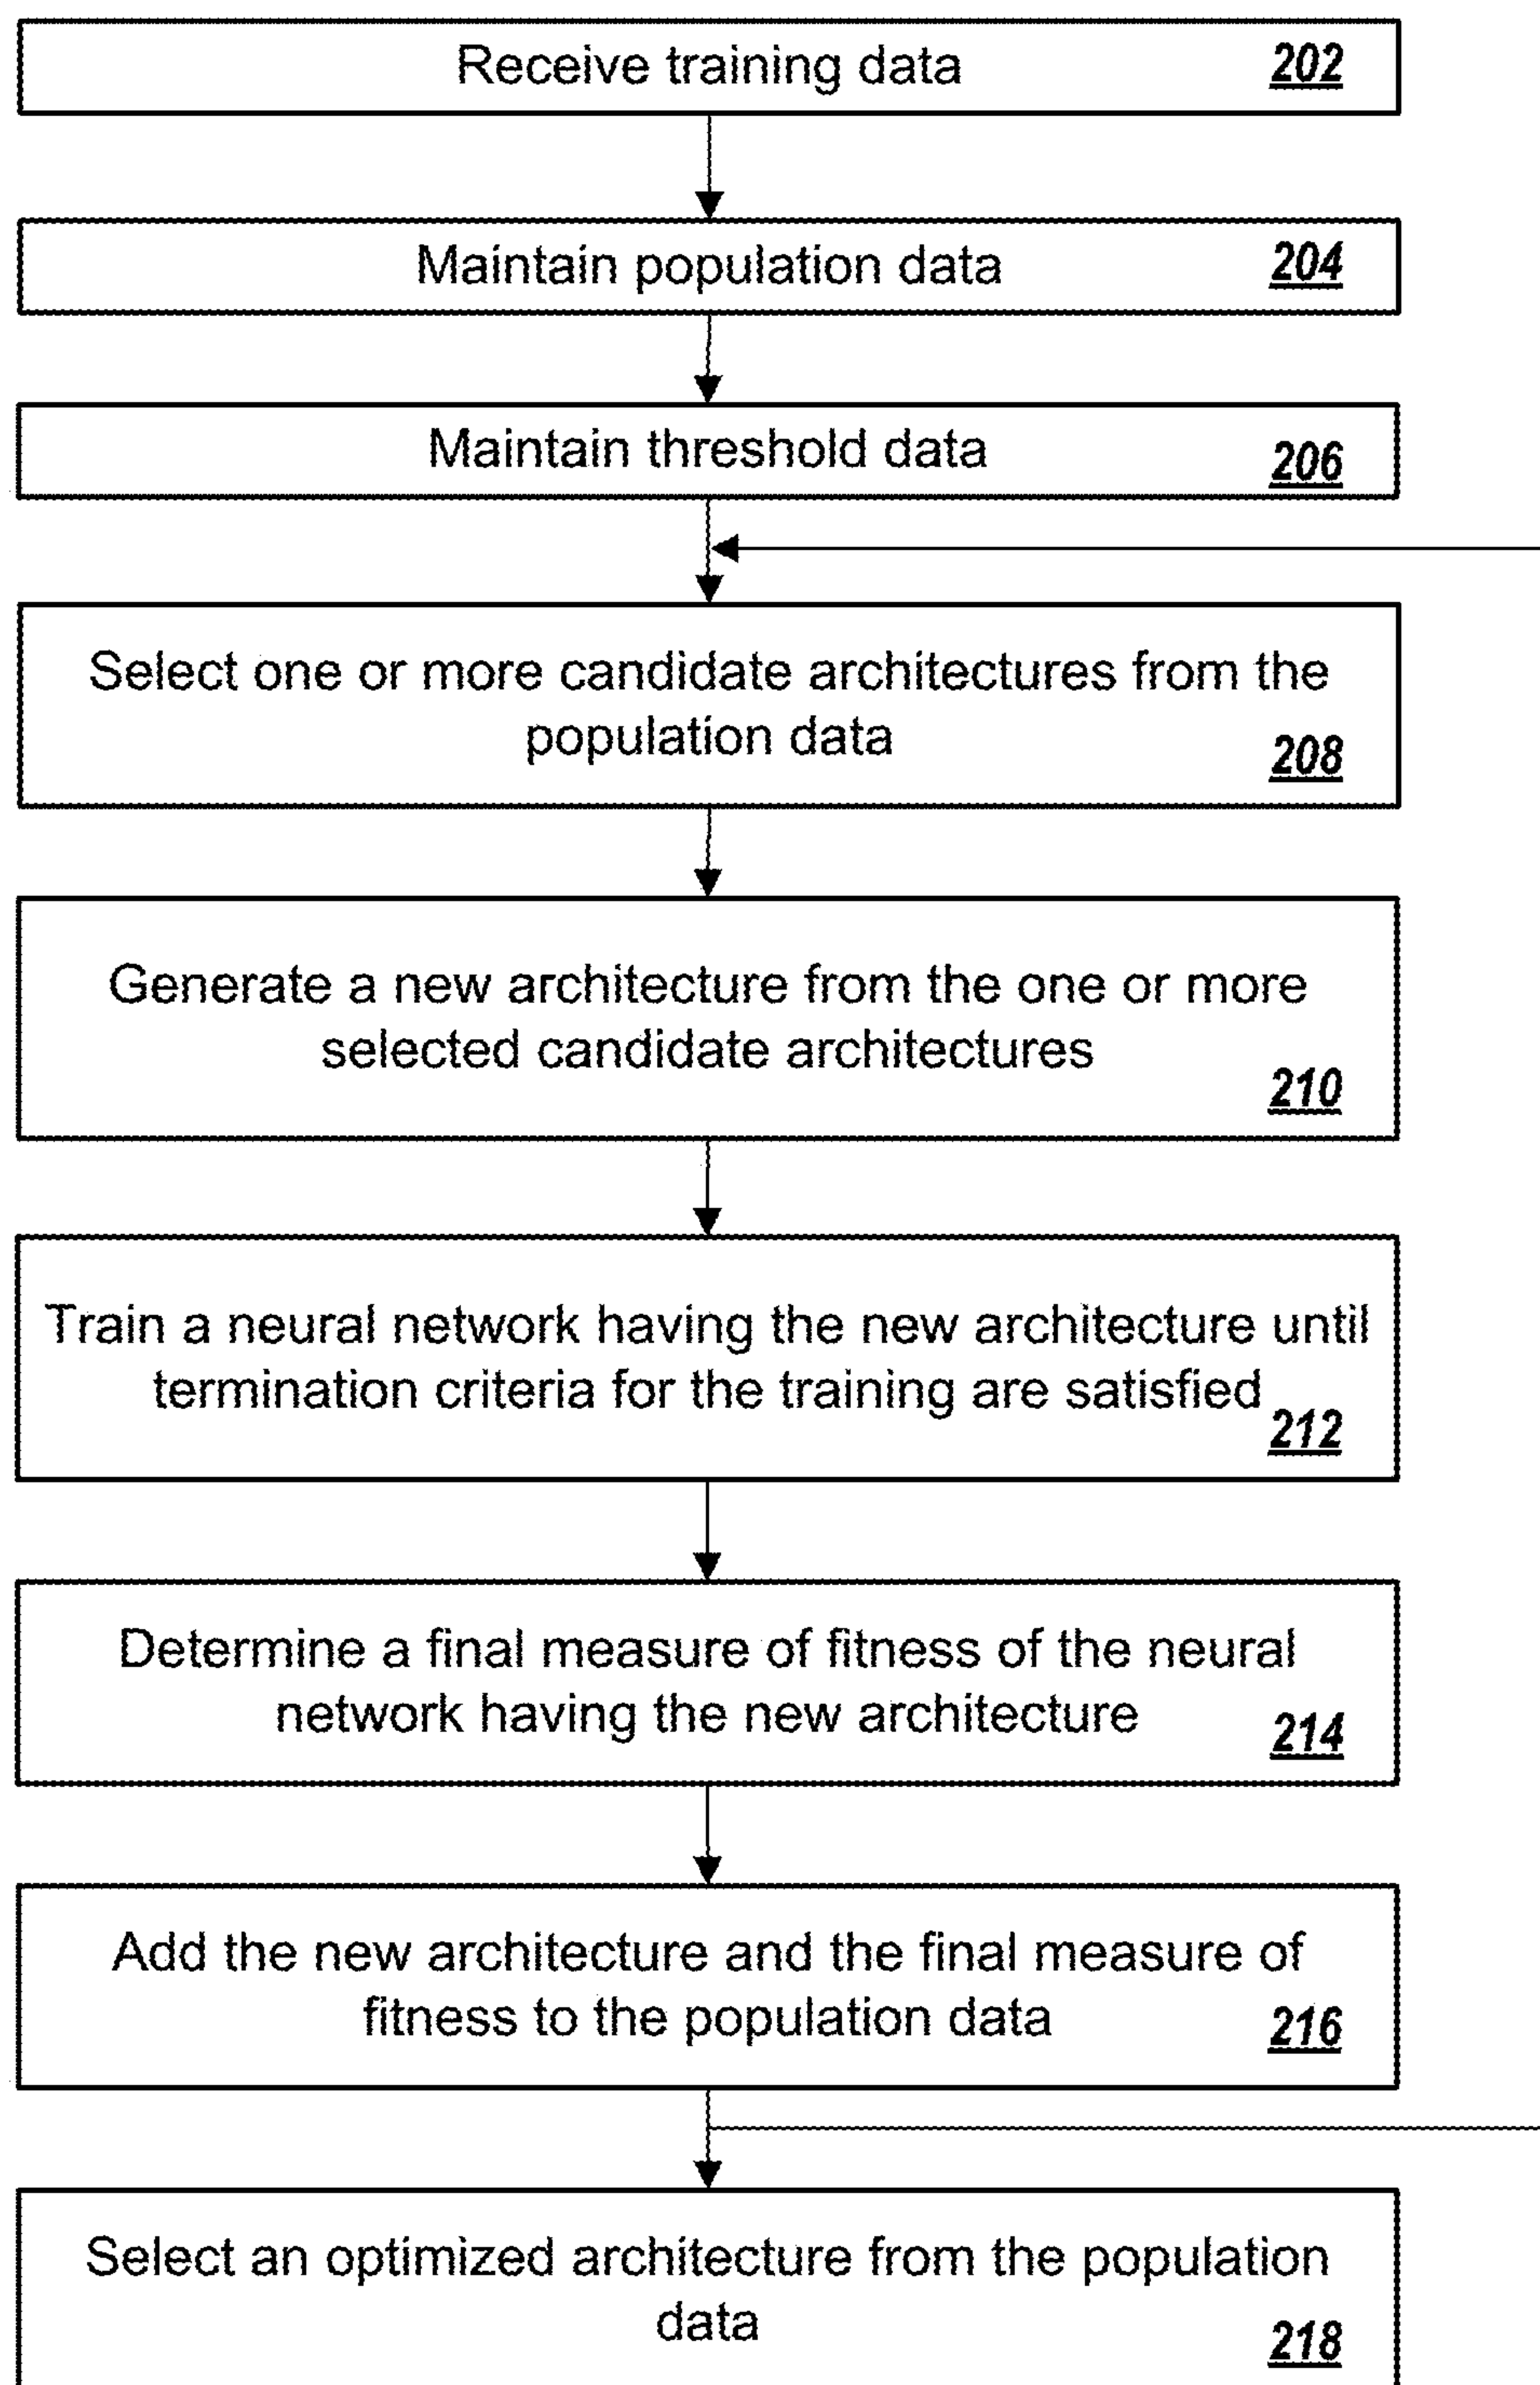 Receive training data 202
Maintain population data 204
Maintain threshold data 206
Select one or more candidate architectures from the
population data 208
Generate a new architecture from the one or more
selected candidate architectures
210
Train a neural network having the new architecture until
termination criteria for the training are satisfied
212
Determine a final measure of fitness of the neural
network having the new architecture 214
Add the new architecture and the final measure of
fitness to the population data 216
Select an optimized architecture from the population
data 218